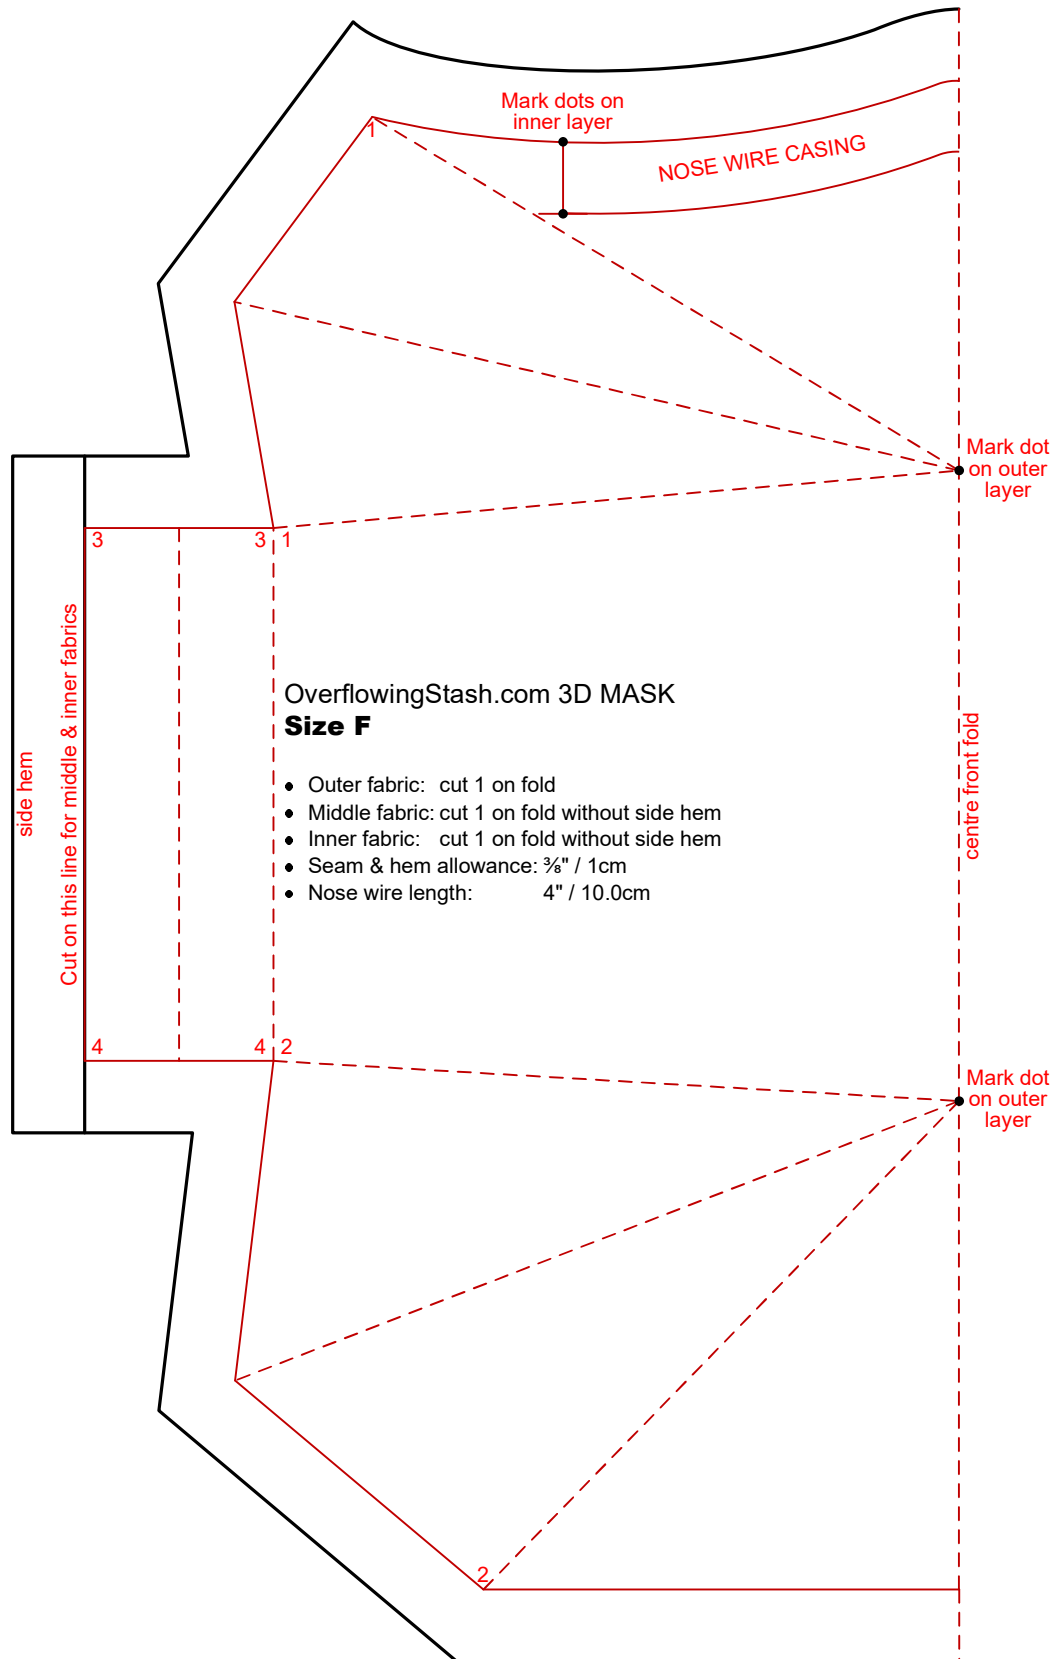 Mark dots on
inner layer
1
NOSE WIRE CASING
Mark dot
on outer
layer
3
3
1
side hem
Cut on this line for middle & inner fabrics
OverflowingStash.com 3D MASK
Size F
• Outer fabric: cut 1 on fold
• Middle fabric: cut 1 on fold without side hem
• Inner fabric: cut 1 on fold without side hem
• Seam & hem allowance: ⅜" / 1cm
• Nose wire length: 4" / 10.0cm
centre front fold
4
4
2
Mark dot
on outer
layer
2